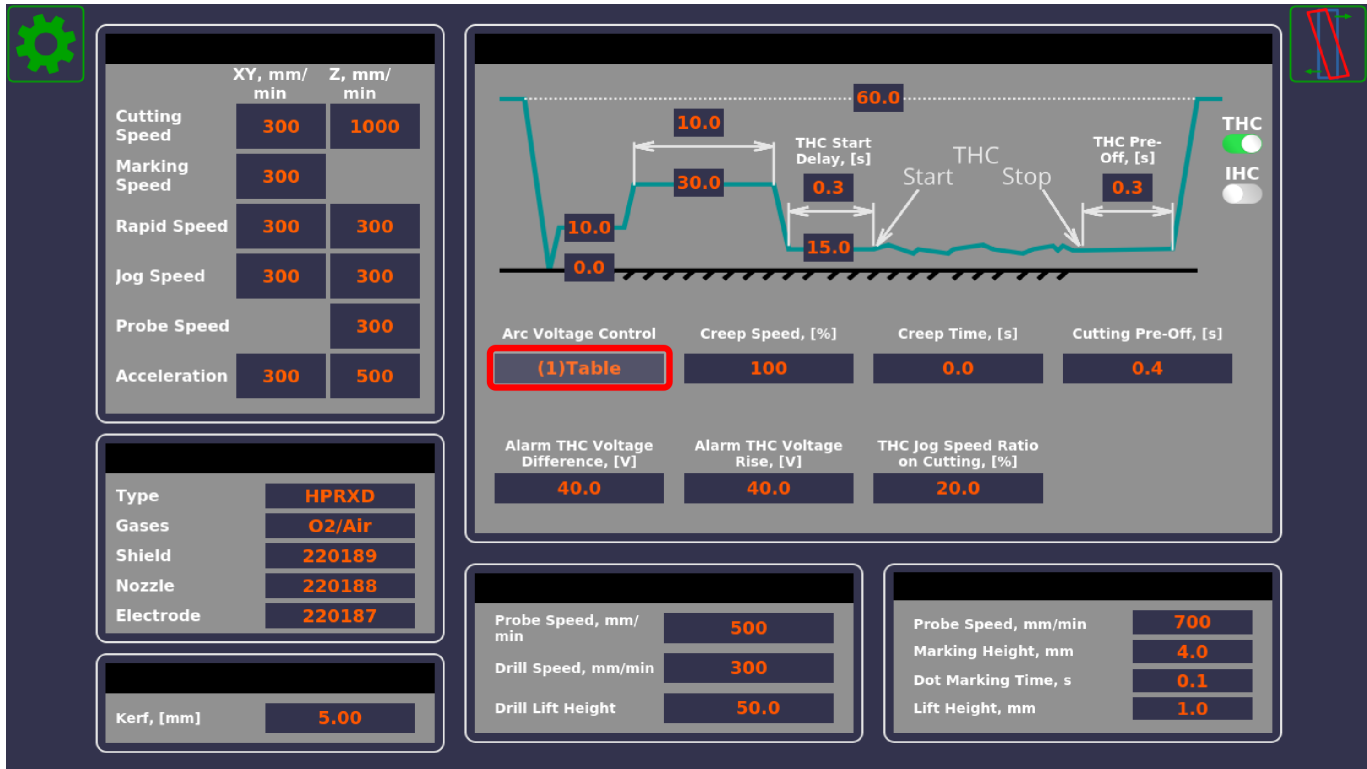 XY, mm/ Z, mm/
min min
Cutting
Speed 300 1000
Marking
Speed 300
Rapid Speed 300 300
Jog Speed 300 300
Probe Speed 300
Acceleration 300 500
Type HPRXD
Gases O2/Air
Shield 220189
Nozzle 220188
Electrode 220187
Kerf, [mm] 5.00
60.0
10.0
THC Start
Delay, [s]
0.3
THC
Start Stop
THC Pre-
Off, [s]
0.3
THC
IHC
30.0
10.0
15.0
0.0
Arc Voltage Control Creep Speed, [%] Creep Time, [s] Cutting Pre-Off, [s]
(1)Table 100 0.0 0.4
Alarm THC Voltage Alarm THC Voltage THC Jog Speed Ratio
Difference, [V] Rise, [V] on Cutting, [%]
40.0 40.0 20.0
Probe Speed, mm/
min 500
Drill Speed, mm/min 300
Drill Lift Height 50.0
Probe Speed, mm/min 700
Marking Height, mm 4.0
Dot Marking Time, s 0.1
Lift Height, mm 1.0